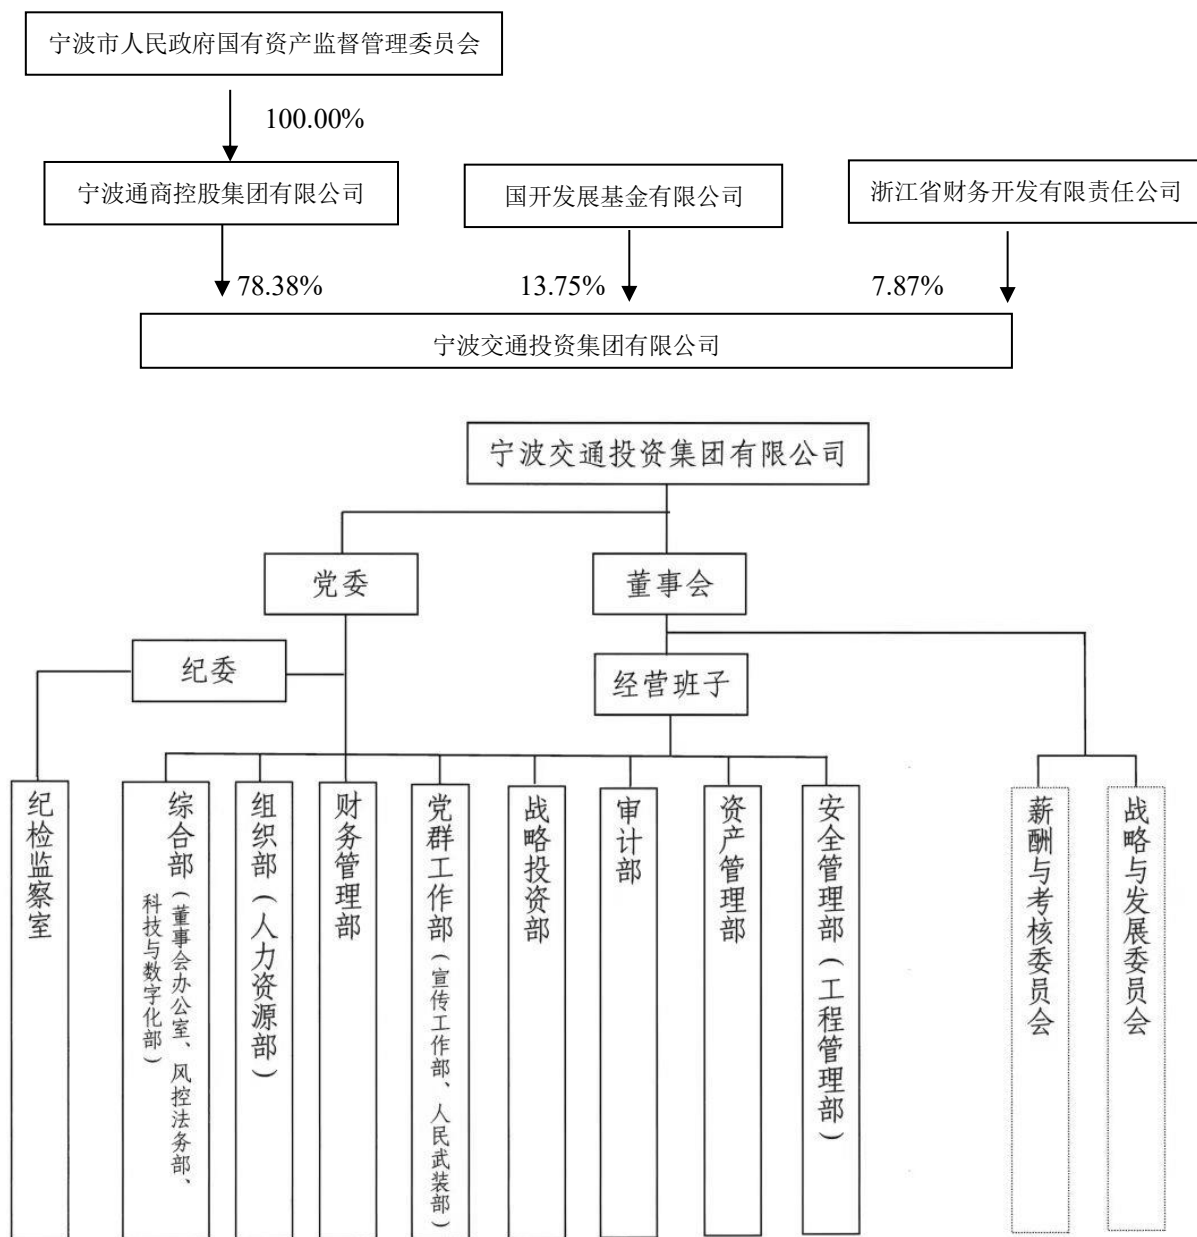 宁波市人民政府国有资产监督管理委员会
100.00%
宁波通商控股集团有限公司
国开发展基金有限公司
浙江省财务开发有限责任公司
78.38%
13.75%
7.87%
宁波交通投资集团有限公司
宁波交通投资集团有限公司
党委
董事会
纪委
经营班子
纪检监察室
综合部（董事会办公室、风控法务部、
科技与数字化部）
组织部（人力资源部）
财务管理部
党群工作部（宣传工作部、人民武装部）
战略投资部
审计部
资产管理部
安全管理部（工程管理部）
薪酬与考核委员会
战略与发展委员会